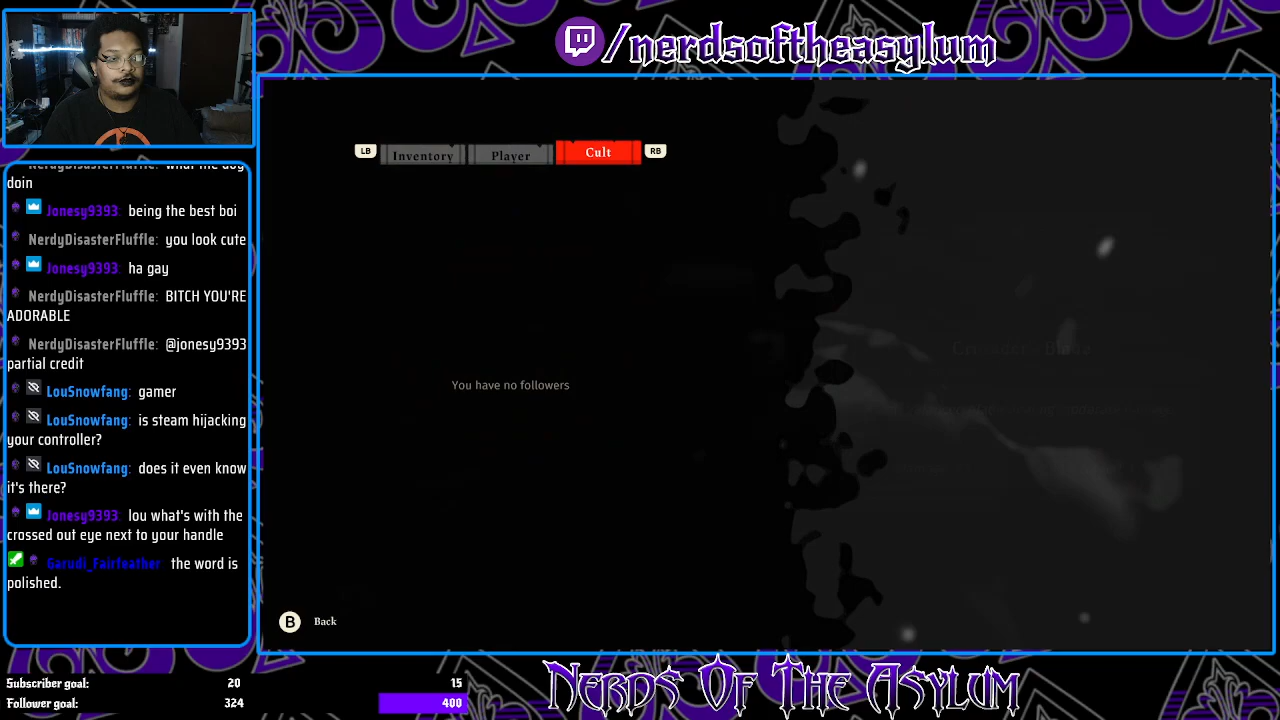 /nerdsoftheasylum
LB Inventory Player Cult RB
doin
Jonesy9393: being the best boi
NerdyDisasterFluffle: you look cute
Jonesy9393: ha gay
NerdyDisasterFluffle: BITCH YOU'RE
ADORABLE
NerdyDisasterFluffle: @jonesy9393
partial credit
LouSnowfang: gamer
LouSnowfang: is steam hijacking
your controller?
LouSnowfang: does it even know
it's there?
Jonesy9393: lou what's with the
crossed out eye next to your handle
Garudi_Fairfeather: the word is
polished.
You have no followers
B Back
Subscriber goal: 20 15
Follower goal: 324 400
Nerds Of The Asylum